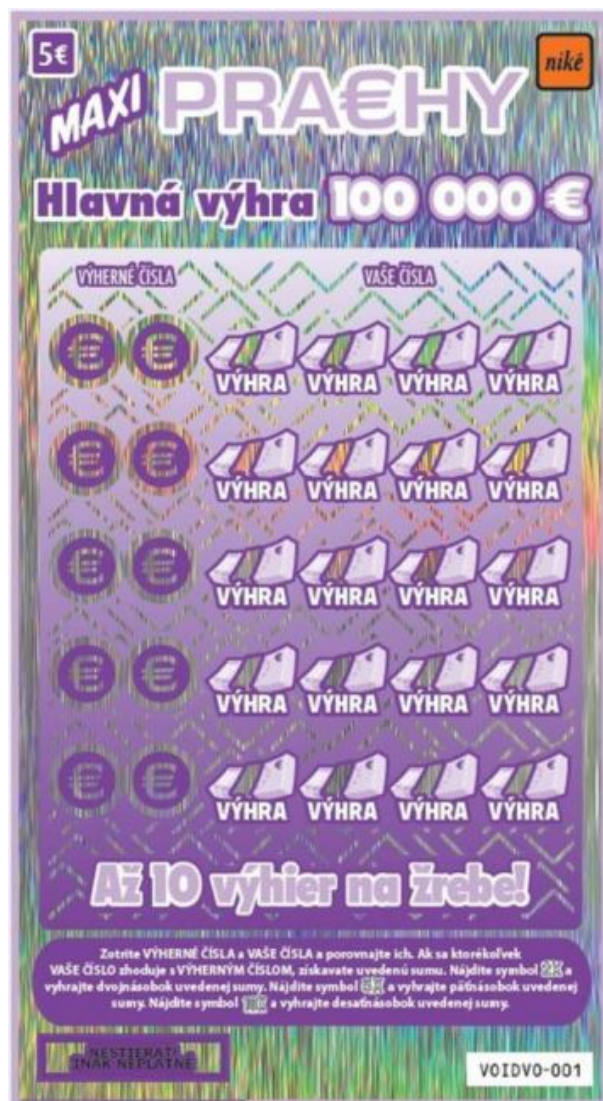 5€
niké
MAXI
PRA€HY
Hlavná výhra 100 000 €
VÝHERNÉ ČÍSLA VAŠE ČÍSLA
€ € VÝHRA VÝHRA VÝHRA VÝHRA
€ € VÝHRA VÝHRA VÝHRA VÝHRA
€ € VÝHRA VÝHRA VÝHRA VÝHRA
€ € VÝHRA VÝHRA VÝHRA VÝHRA
€ € VÝHRA VÝHRA VÝHRA VÝHRA
Až 10 výhier na žrebe!
Zotrite VÝHERNÉ ČÍSLA a VAŠE ČÍSLA a porovnajte ich. Ak sa ktorékoľvek
VAŠE ČÍSLO zhoduje s VÝHERNÝM ČÍSLOM, získavate uvedenú sumu. Nájdite symbol 2X a
vyhrajte dvojnásobok uvedenej sumy. Nájdite symbol 5X a vyhrajte päťnásobok uvedenej
sumy. Nájdite symbol 10X a vyhrajte desaťnásobok uvedenej sumy.
NESTIERAŤ!
INAK NEPLATNÉ
VOIDVO-001